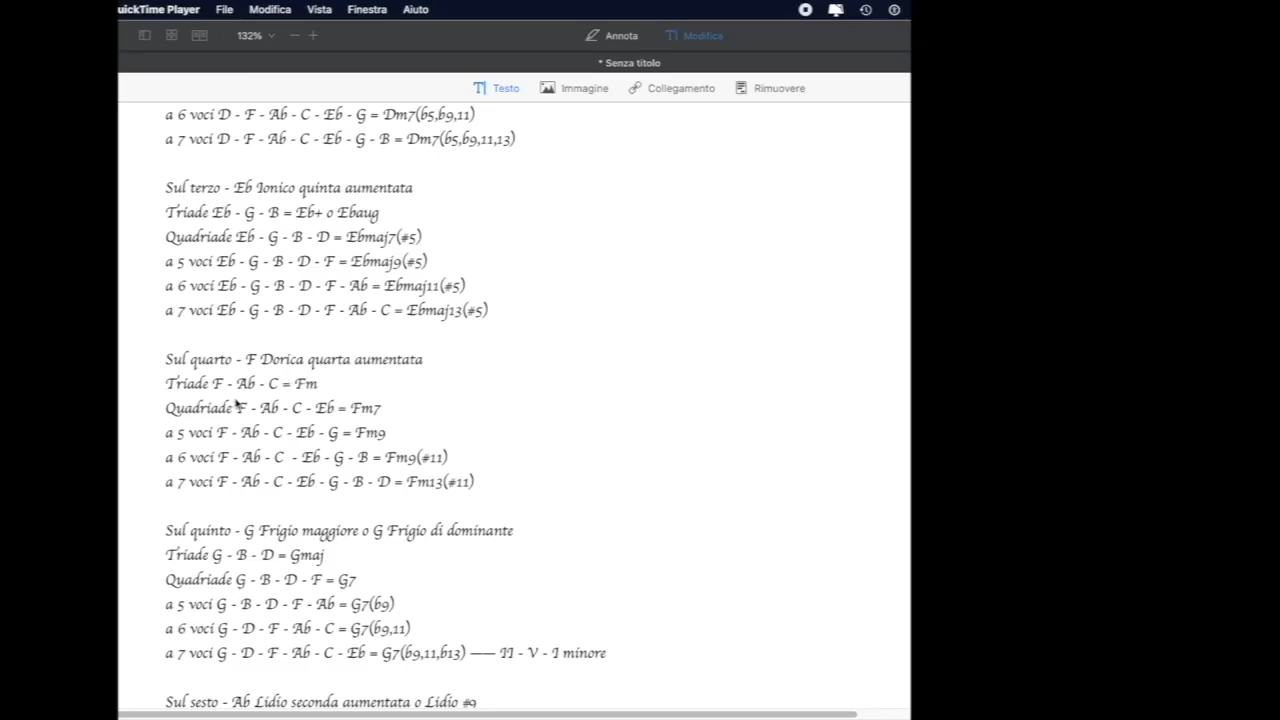 uickTime Player File Modifica Vista Finestra Aiuto
132% Annota Modifica
* Senza titolo
Testo Immagine Collegamento Rimuovere
a 6 voci D - F - Ab - C - Eb - G = Dm7(b5,b9,11)
a 7 voci D - F - Ab - C - Eb - G - B = Dm7(b5,b9,11,13)
Sul terzo - Eb Ionico quinta aumentata
Triade Eb - G - B = Eb+ o Ebaug
Quadriade Eb - G - B - D = Ebmaj7(#5)
a 5 voci Eb - G - B - D - F = Ebmaj9(#5)
a 6 voci Eb - G - B - D - F - Ab = Ebmaj11(#5)
a 7 voci Eb - G - B - D - F - Ab - C = Ebmaj13(#5)
Sul quarto - F Dorica quarta aumentata
Triade F - Ab - C = Fm
Quadriade F - Ab - C - Eb = Fm7
a 5 voci F - Ab - C - Eb - G = Fm9
a 6 voci F - Ab - C - Eb - G - B = Fm9(#11)
a 7 voci F - Ab - C - Eb - G - B - D = Fm13(#11)
Sul quinto - G Frigio maggiore o G Frigio di dominante
Triade G - B - D = Gmaj
Quadriade G - B - D - F = G7
a 5 voci G - B - D - F - Ab = G7(b9)
a 6 voci G - D - F - Ab - C = G7(b9,11)
a 7 voci G - D - F - Ab - C - Eb = G7(b9,11,b13) —— II - V - I minore
Sul sesto - Ab Lidio seconda aumentata o Lidio #9